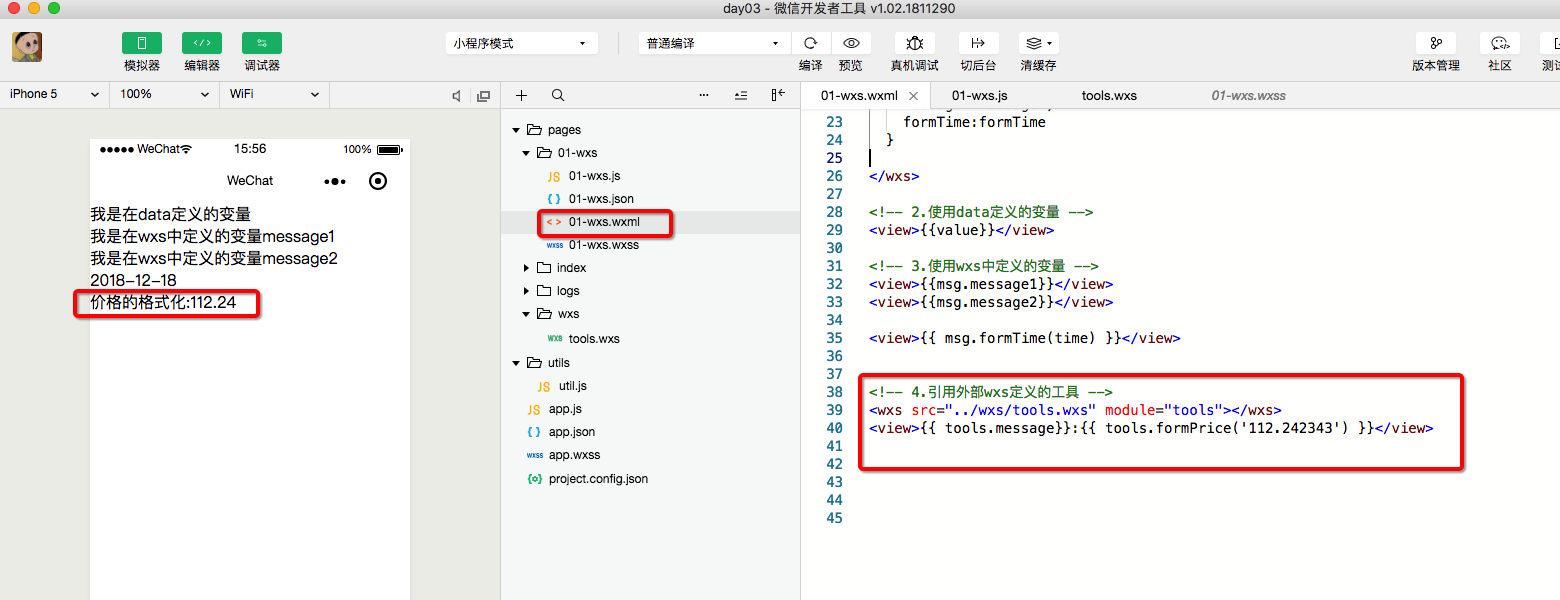 day03 - 微信开发者工具 v1.02.1811290
模拟器
编辑器
调试器
小程序模式
普通编译
编译
预览
真机调试
切后台
清缓存
版本管理
社区
iPhone 5
100%
WiFi
WeChat
15:56
100%
WeChat
我是在data定义的变量
我是在wxs中定义的变量message1
我是在wxs中定义的变量message2
2018-12-18
价格的格式化:112.24
pages
01-wxs
JS 01-wxs.js
{ } 01-wxs.json
< > 01-wxs.wxml
wxss 01-wxs.wxss
index
logs
wxs
wxs tools.wxs
utils
JS util.js
JS app.js
{ } app.json
wxss app.wxss
project.config.json
01-wxs.wxml
01-wxs.js
tools.wxs
01-wxs.wxss
23 formTime:formTime
24 }
25
26 </wxs>
27
28 <!-- 2.使用data定义的变量 -->
29 <view>{{value}}</view>
30
31 <!-- 3.使用wxs中定义的变量 -->
32 <view>{{msg.message1}}</view>
33 <view>{{msg.message2}}</view>
34
35 <view>{{ msg.formTime(time) }}</view>
36
37
38 <!-- 4.引用外部wxs定义的工具 -->
39 <wxs src="../wxs/tools.wxs" module="tools"></wxs>
40 <view>{{ tools.message}}:{{ tools.formPrice('112.242343') }}</view>
41
42
43
44
45